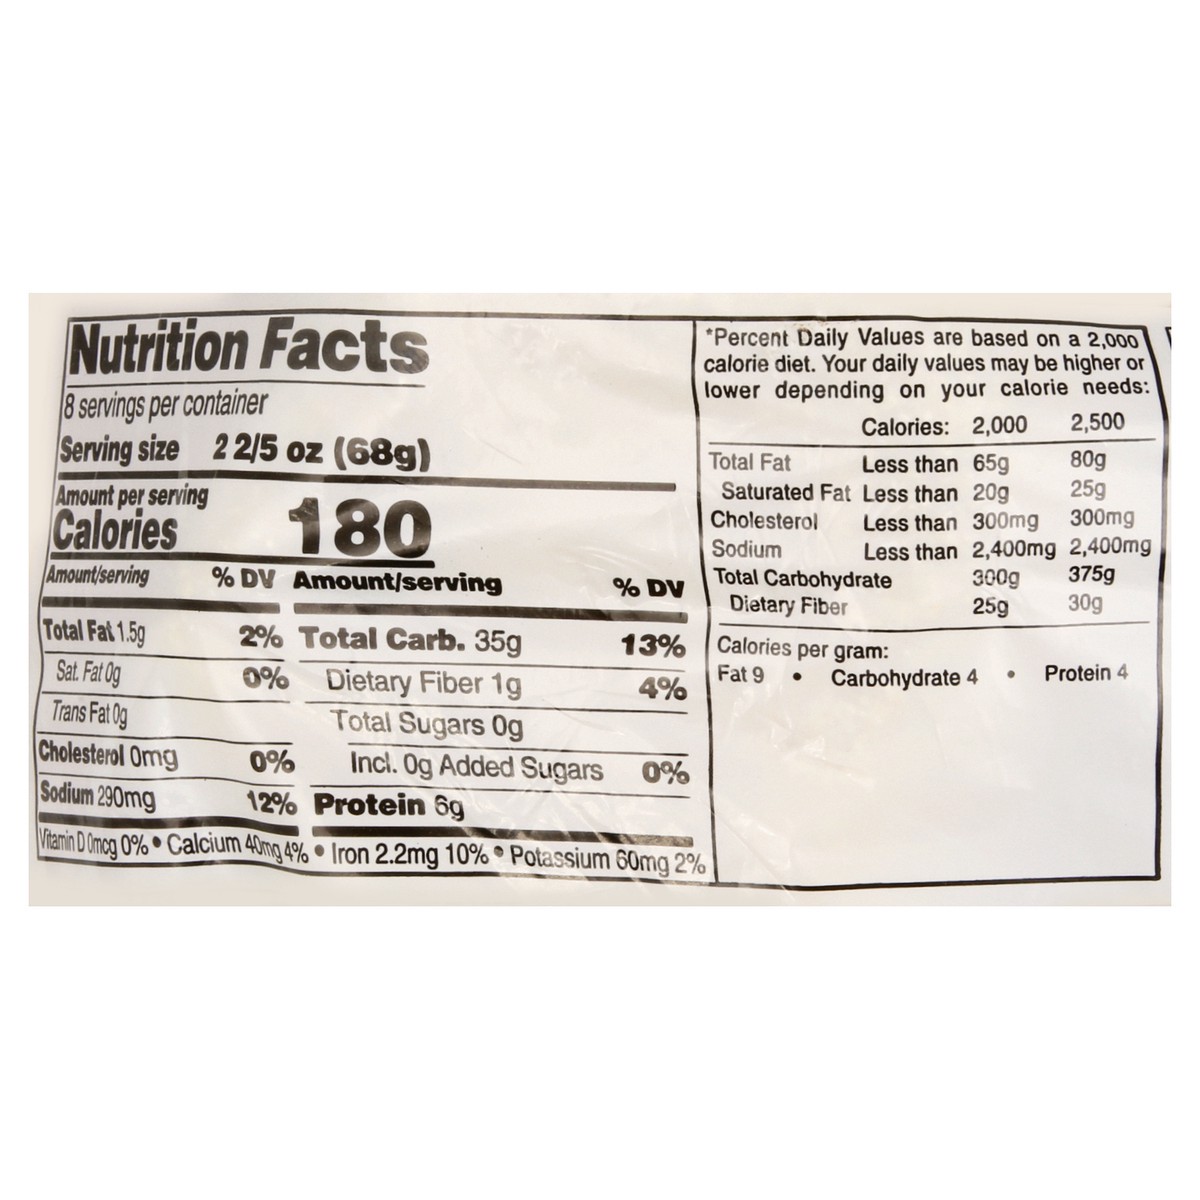 Nutrition Facts
8 servings per container
Serving size 2 2/5 oz (68g)
Amount per serving
Calories 180
Amount/serving % DV Amount/serving % DV
Total Fat 1.5g 2% Total Carb. 35g 13%
Sat. Fat 0g 0% Dietary Fiber 1g 4%
Trans Fat 0g Total Sugars 0g
Cholesterol 0mg 0% Incl. 0g Added Sugars 0%
Sodium 290mg 12% Protein 6g
Vitamin D 0mcg 0% • Calcium 40mg 4% • Iron 2.2mg 10% • Potassium 60mg 2%
*Percent Daily Values are based on a 2,000
calorie diet. Your daily values may be higher or
lower depending on your calorie needs:
Calories: 2,000 2,500
Total Fat Less than 65g 80g
Saturated Fat Less than 20g 25g
Cholesterol Less than 300mg 300mg
Sodium Less than 2,400mg 2,400mg
Total Carbohydrate 300g 375g
Dietary Fiber 25g 30g
Calories per gram:
Fat 9 • Carbohydrate 4 • Protein 4